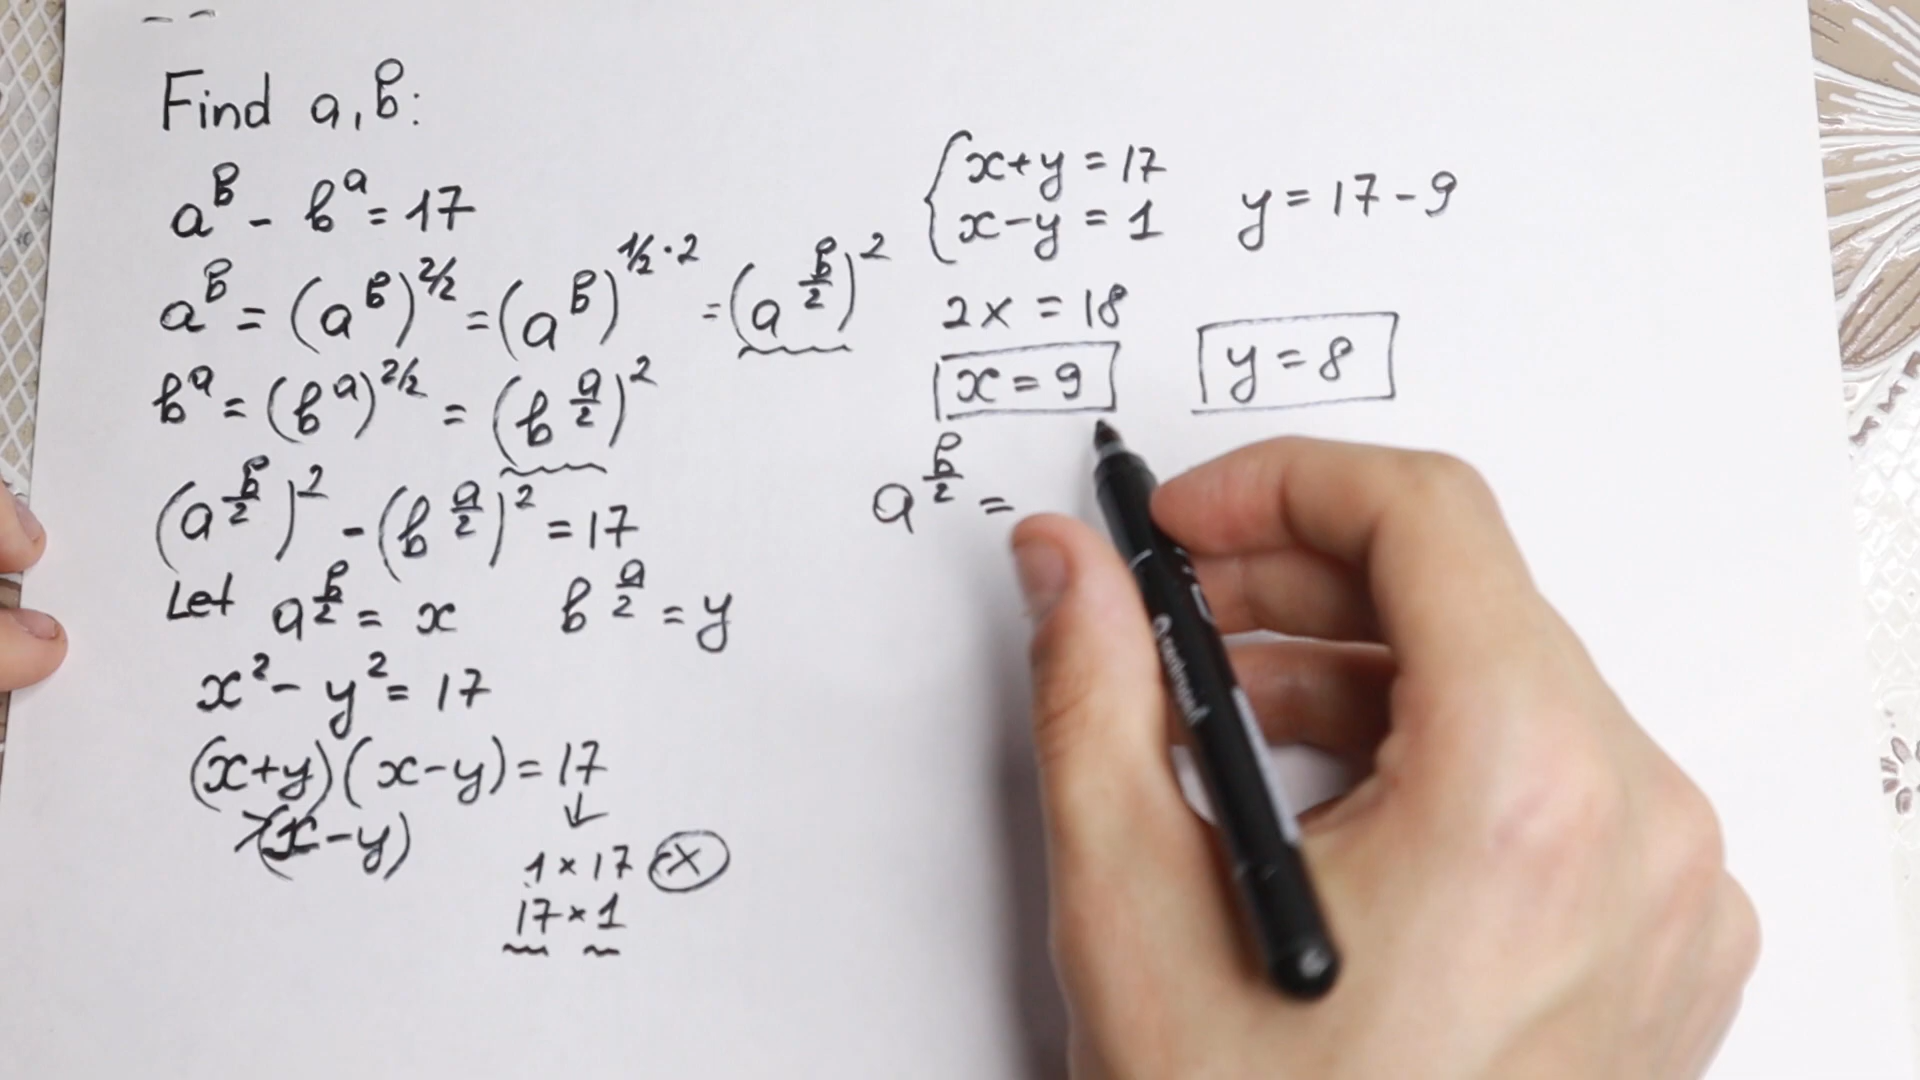 Find a, b:
a^b - b^a = 17
a^b = (a^b)^2/2 = (a^b)^1/2·2 = (a^b/2)^2
b^a = (b^a)^2/2 = (b^a/2)^2
(a^b/2)^2 - (b^a/2)^2 = 17
Let a^b/2 = x b^a/2 = y
x^2 - y^2 = 17
(x+y)(x-y) = 17
>(x-y)
1 × 17 X
17 × 1
x+y = 17
x-y = 1
y = 17-9
2x = 18
x = 9
y = 8
a^b/2 =